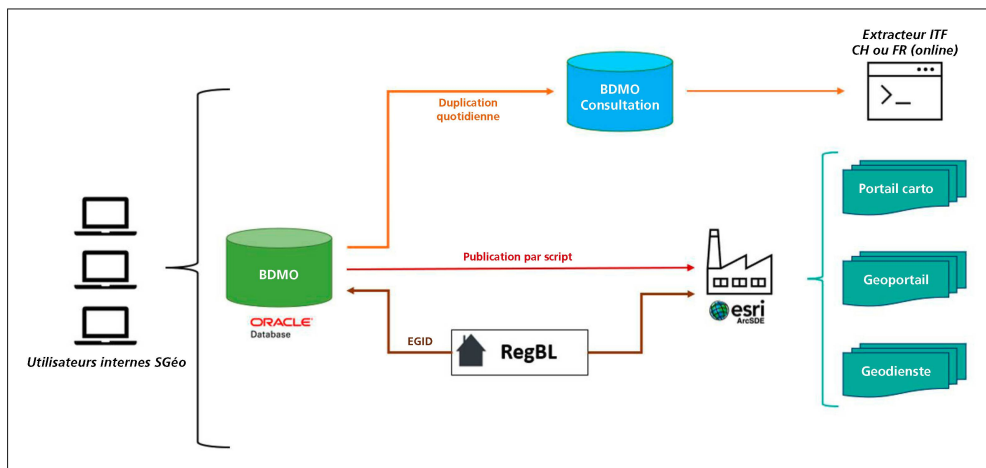 Extracteur ITF
CH ou FR (online)
>_
BDMO
Consultation
Duplication
quotidienne
Portail carto
Publication par script
BDMO
Geoportail
esri
ArcSDE
ORACLE®
Database
EGID
RegBL
Utilisateurs internes SGéo
Geodienste